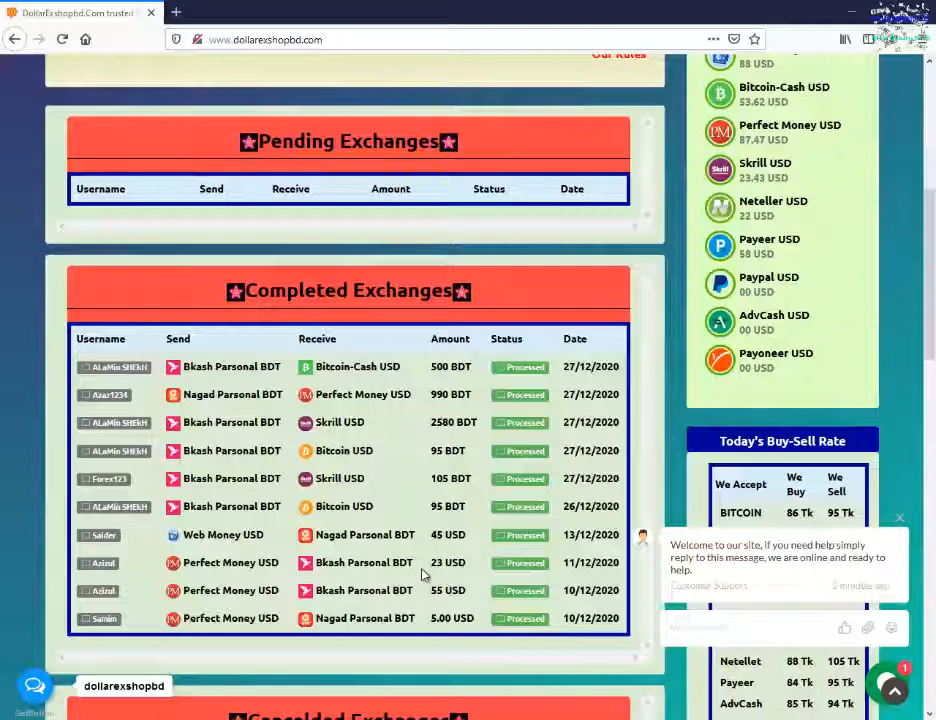 DollarExshopBD.Com trusted
www.dollarexshopbd.com
Our Rules
Pending Exchanges
Username Send Receive Amount Status Date
Completed Exchanges
Username Send Receive Amount Status Date
ALaMin SHEkH Bkash Parsonal BDT Bitcoin-Cash USD 500 BDT Processed 27/12/2020
Azaz1234 Nagad Parsonal BDT Perfect Money USD 990 BDT Processed 27/12/2020
ALaMin SHEkH Bkash Parsonal BDT Skrill USD 2580 BDT Processed 27/12/2020
ALaMin SHEkH Bkash Parsonal BDT Bitcoin USD 95 BDT Processed 27/12/2020
Forex123 Bkash Parsonal BDT Skrill USD 105 BDT Processed 27/12/2020
ALaMin SHEkH Bkash Parsonal BDT Bitcoin USD 95 BDT Processed 26/12/2020
Saider Web Money USD Nagad Parsonal BDT 45 USD Processed 13/12/2020
Azizul Perfect Money USD Bkash Parsonal BDT 23 USD Processed 11/12/2020
Azizul Perfect Money USD Bkash Parsonal BDT 55 USD Processed 10/12/2020
Samim Perfect Money USD Nagad Parsonal BDT 5.00 USD Processed 10/12/2020
dollarexshopbd
88 USD
Bitcoin-Cash USD
53.62 USD
PM
Perfect Money USD
87.47 USD
Skrill
Skrill USD
23.43 USD
Neteller USD
22 USD
Payeer USD
58 USD
Paypal USD
00 USD
AdvCash USD
00 USD
Payoneer USD
00 USD
Today's Buy-Sell Rate
We Accept We Buy We Sell
BITCOIN 86 Tk 95 Tk
Welcome to our site, if you need help simply
reply to this message, we are online and ready to
help.
Customer Support 2 minutes ago
Netellet 88 Tk 105 Tk
Payeer 84 Tk 95 Tk
AdvCash 85 Tk 94 Tk
1